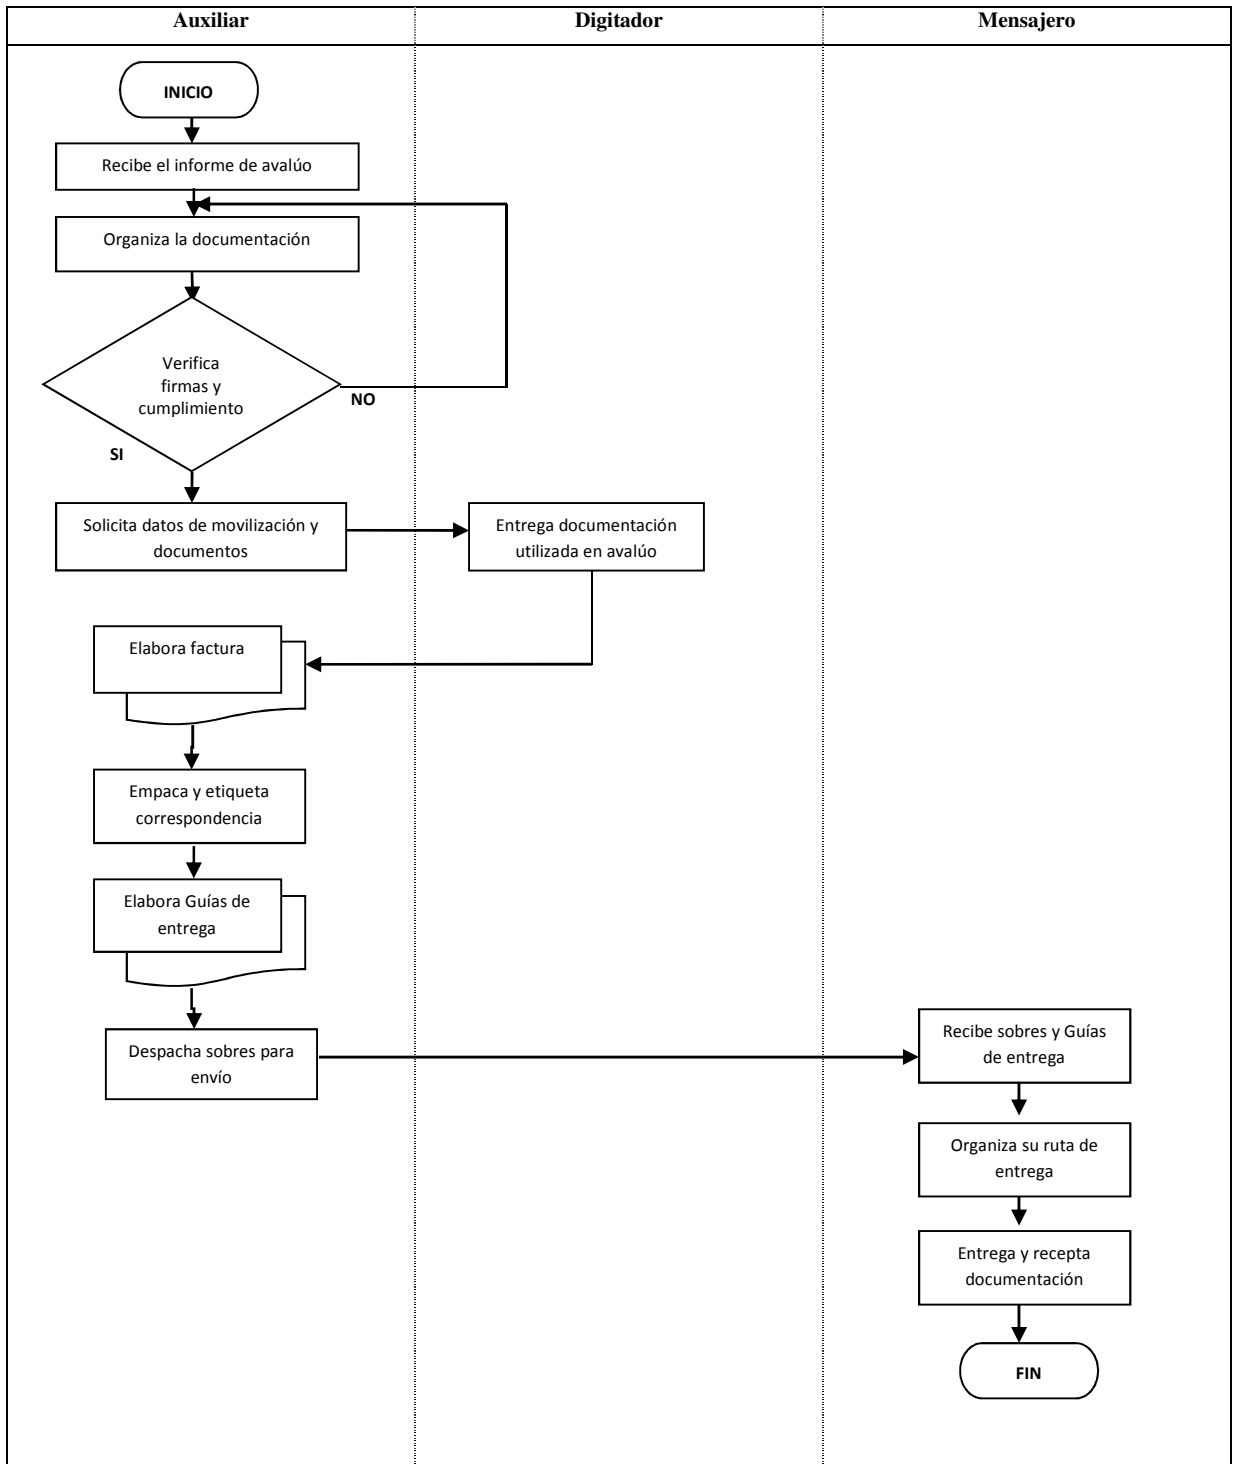 Auxiliar
Digitador
Mensajero
INICIO
Recibe el informe de avalúo
Organiza la documentación
Verifica
firmas y
cumplimiento
NO
SI
Solicita datos de movilización y
documentos
Entrega documentación
utilizada en avalúo
Elabora factura
Empaca y etiqueta
correspondencia
Elabora Guías de
entrega
Despacha sobres para
envío
Recibe sobres y Guías
de entrega
Organiza su ruta de
entrega
Entrega y recepta
documentación
FIN